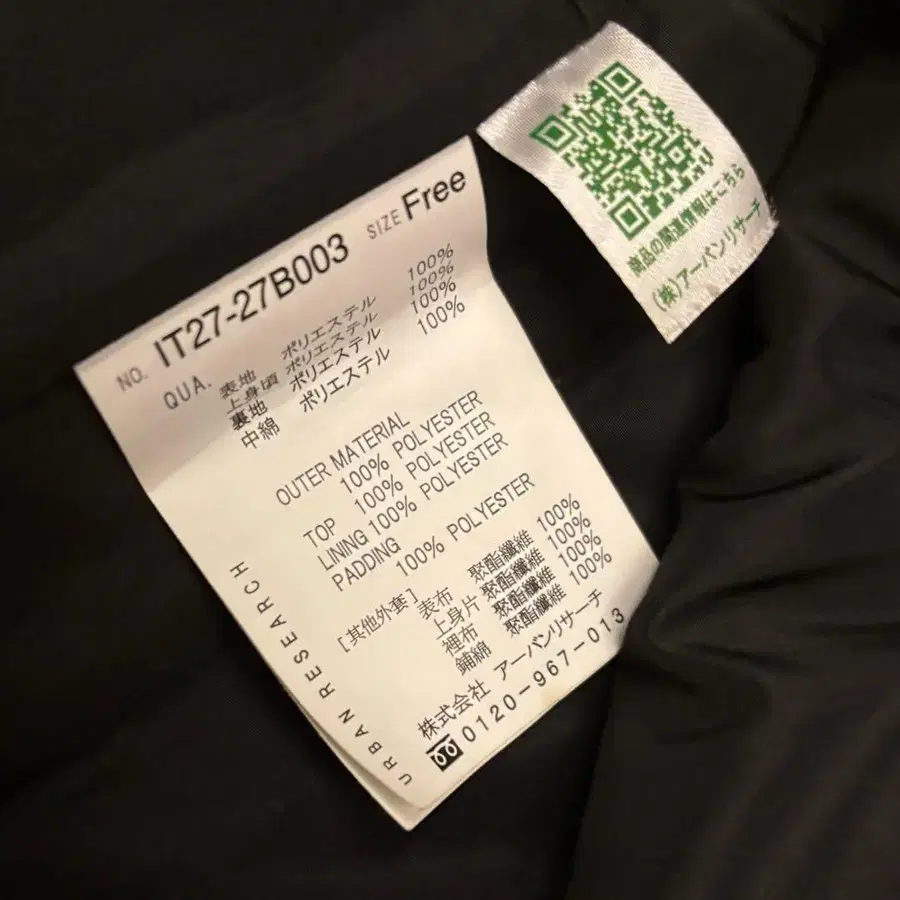 NO. IT27-27B003 SIZE Free
QUA. 表地 ポリエステル 100%
上身頃 ポリエステル 100%
裏地 ポリエステル 100%
中綿 ポリエステル 100%
OUTER MATERIAL
100% POLYESTER
TOP 100% POLYESTER
LINING 100% POLYESTER
PADDING
100% POLYESTER
[其他外套] 表布 聚酯纖維 100%
上身片 聚酯纖維 100%
裡布 聚酯纖維 100%
鋪綿 聚酯纖維 100%
株式会社 アーバンリサーチ
0120-967-013
URBAN RESEARCH
商品の関連情報はこちら
(株)アーバンリサーチ